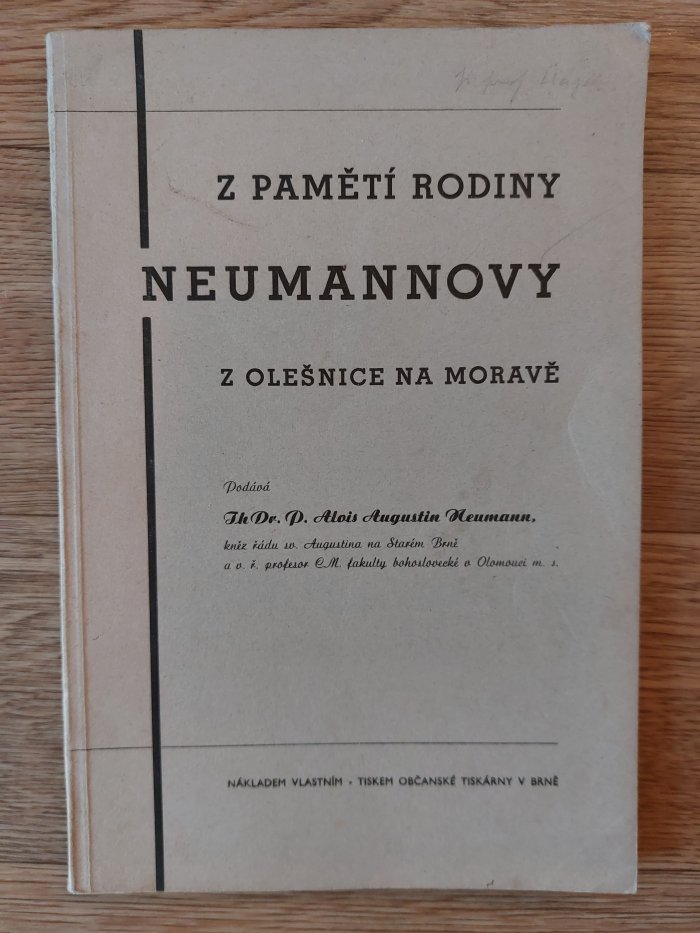 Z PAMĚTÍ RODINY
NEUMANNOVY
Z OLEŠNICE NA MORAVĚ
Podává
ThDr. P. Alois Augustin Neumann,
kněz řádu sv. Augustina na Starém Brně
a v. ř. profesor CM. fakulty bohoslovecké v Olomouci m. s.
NÁKLADEM VLASTNÍM · TISKEM OBČANSKÉ TISKÁRNY V BRNĚ